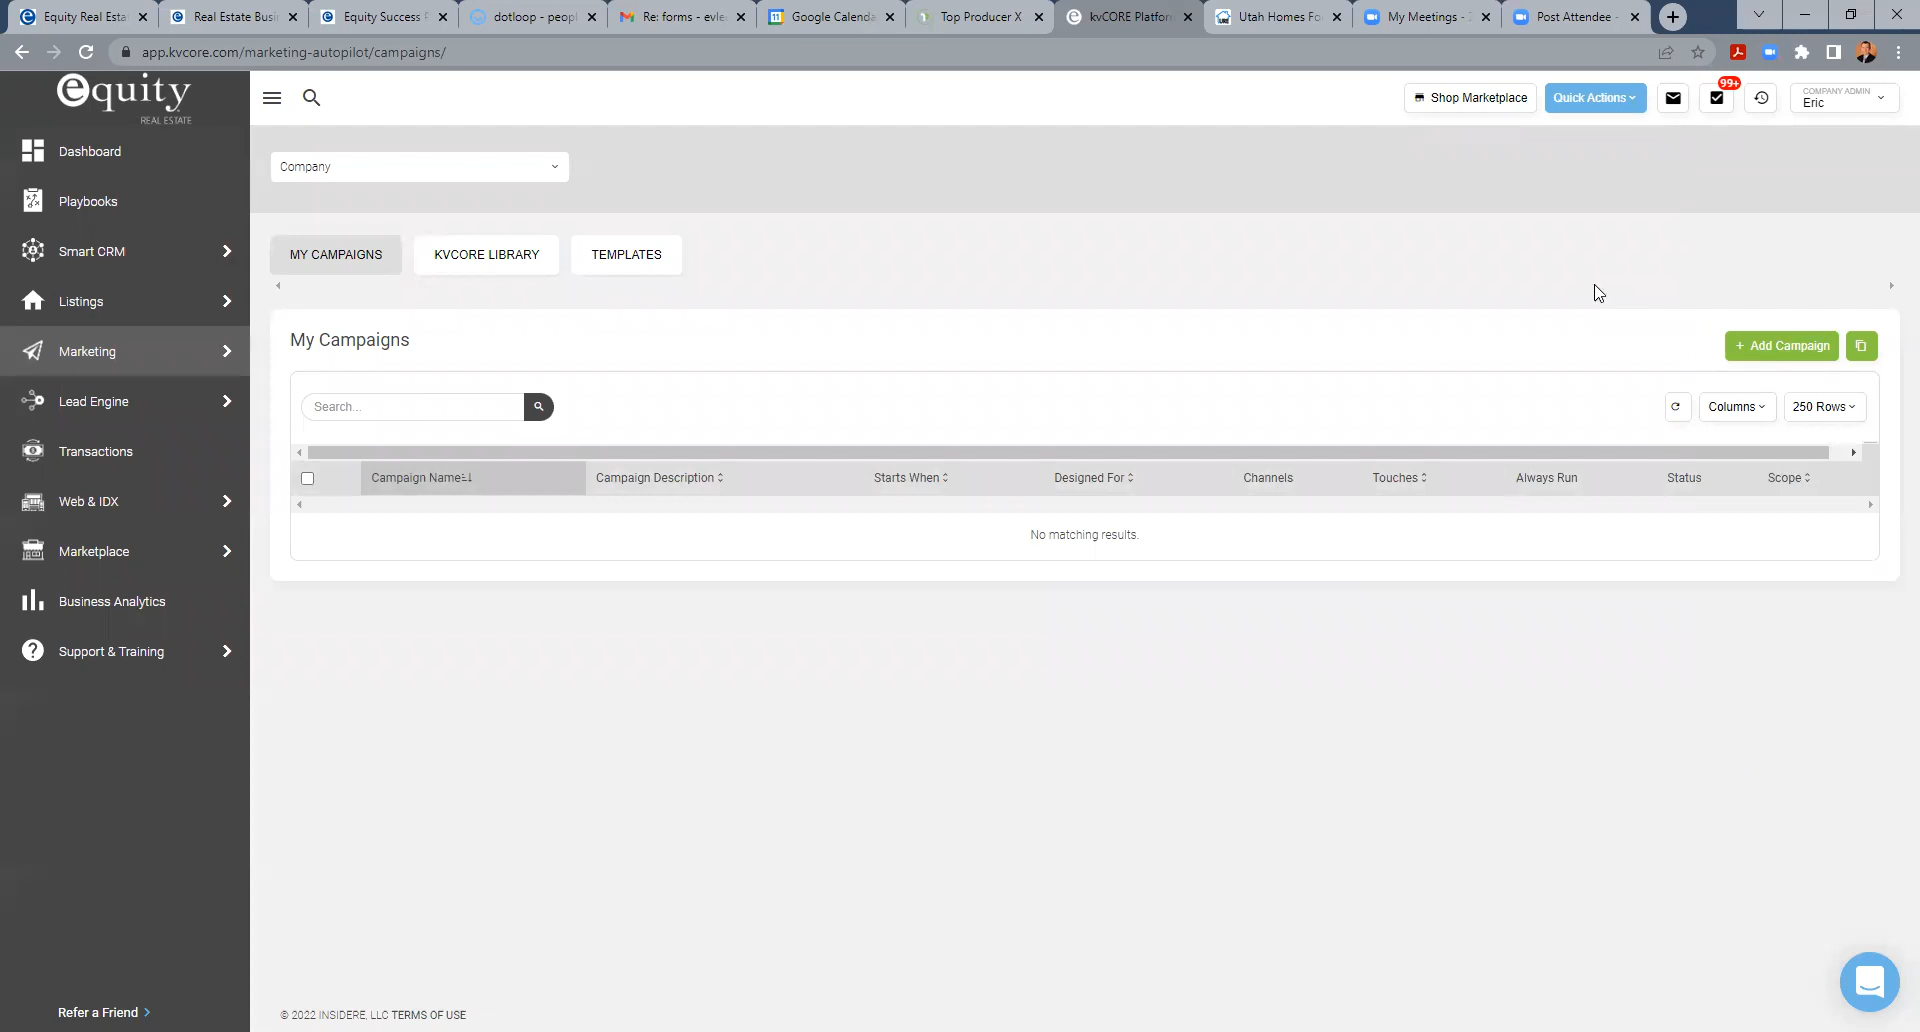 Equity Real Esta
Real Estate Busi
Equity Success P
dotloop - peopl
Re: forms - evle
Google Calenda
Top Producer X
kvCORE Platfor
Utah Homes Fo
My Meetings -
Post Attendee -
app.kvcore.com/marketing-autopilot/campaigns/
equity
REAL ESTATE
Shop Marketplace
Quick Actions
99+
COMPANY ADMIN
Eric
Dashboard
Playbooks
Smart CRM
Listings
Marketing
Lead Engine
Transactions
Web & IDX
Marketplace
Business Analytics
Support & Training
Refer a Friend
Company
MY CAMPAIGNS
KVCORE LIBRARY
TEMPLATES
My Campaigns
+ Add Campaign
Search...
Columns
250 Rows
Campaign Name
Campaign Description
Starts When
Designed For
Channels
Touches
Always Run
Status
Scope
No matching results.
© 2022 INSIDERE, LLC TERMS OF USE